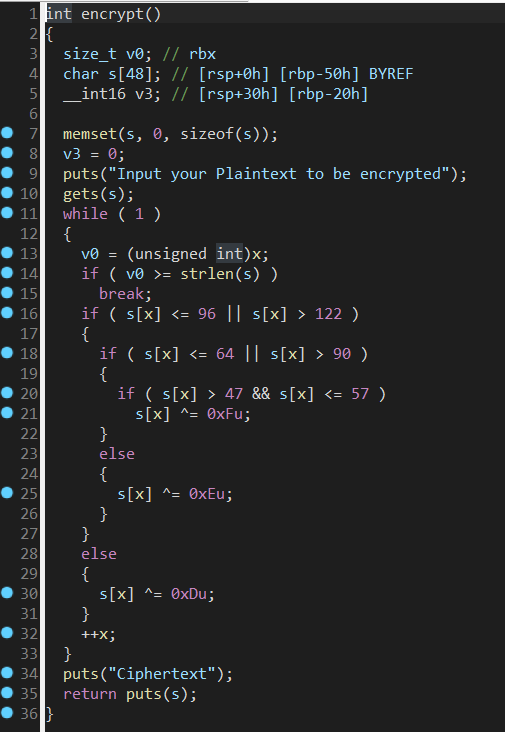 1 int encrypt()
2 {
3   size_t v0; // rbx
4   char s[48]; // [rsp+0h] [rbp-50h] BYREF
5   __int16 v3; // [rsp+30h] [rbp-20h]
6
7   memset(s, 0, sizeof(s));
8   v3 = 0;
9   puts("Input your Plaintext to be encrypted");
10   gets(s);
11   while ( 1 )
12   {
13     v0 = (unsigned int)x;
14     if ( v0 >= strlen(s) )
15       break;
16     if ( s[x] <= 96 || s[x] > 122 )
17     {
18       if ( s[x] <= 64 || s[x] > 90 )
19       {
20         if ( s[x] > 47 && s[x] <= 57 )
21           s[x] ^= 0xFu;
22       }
23       else
24       {
25         s[x] ^= 0xEu;
26       }
27     }
28     else
29     {
30       s[x] ^= 0xDu;
31     }
32     ++x;
33   }
34   puts("Ciphertext");
35   return puts(s);
36 }